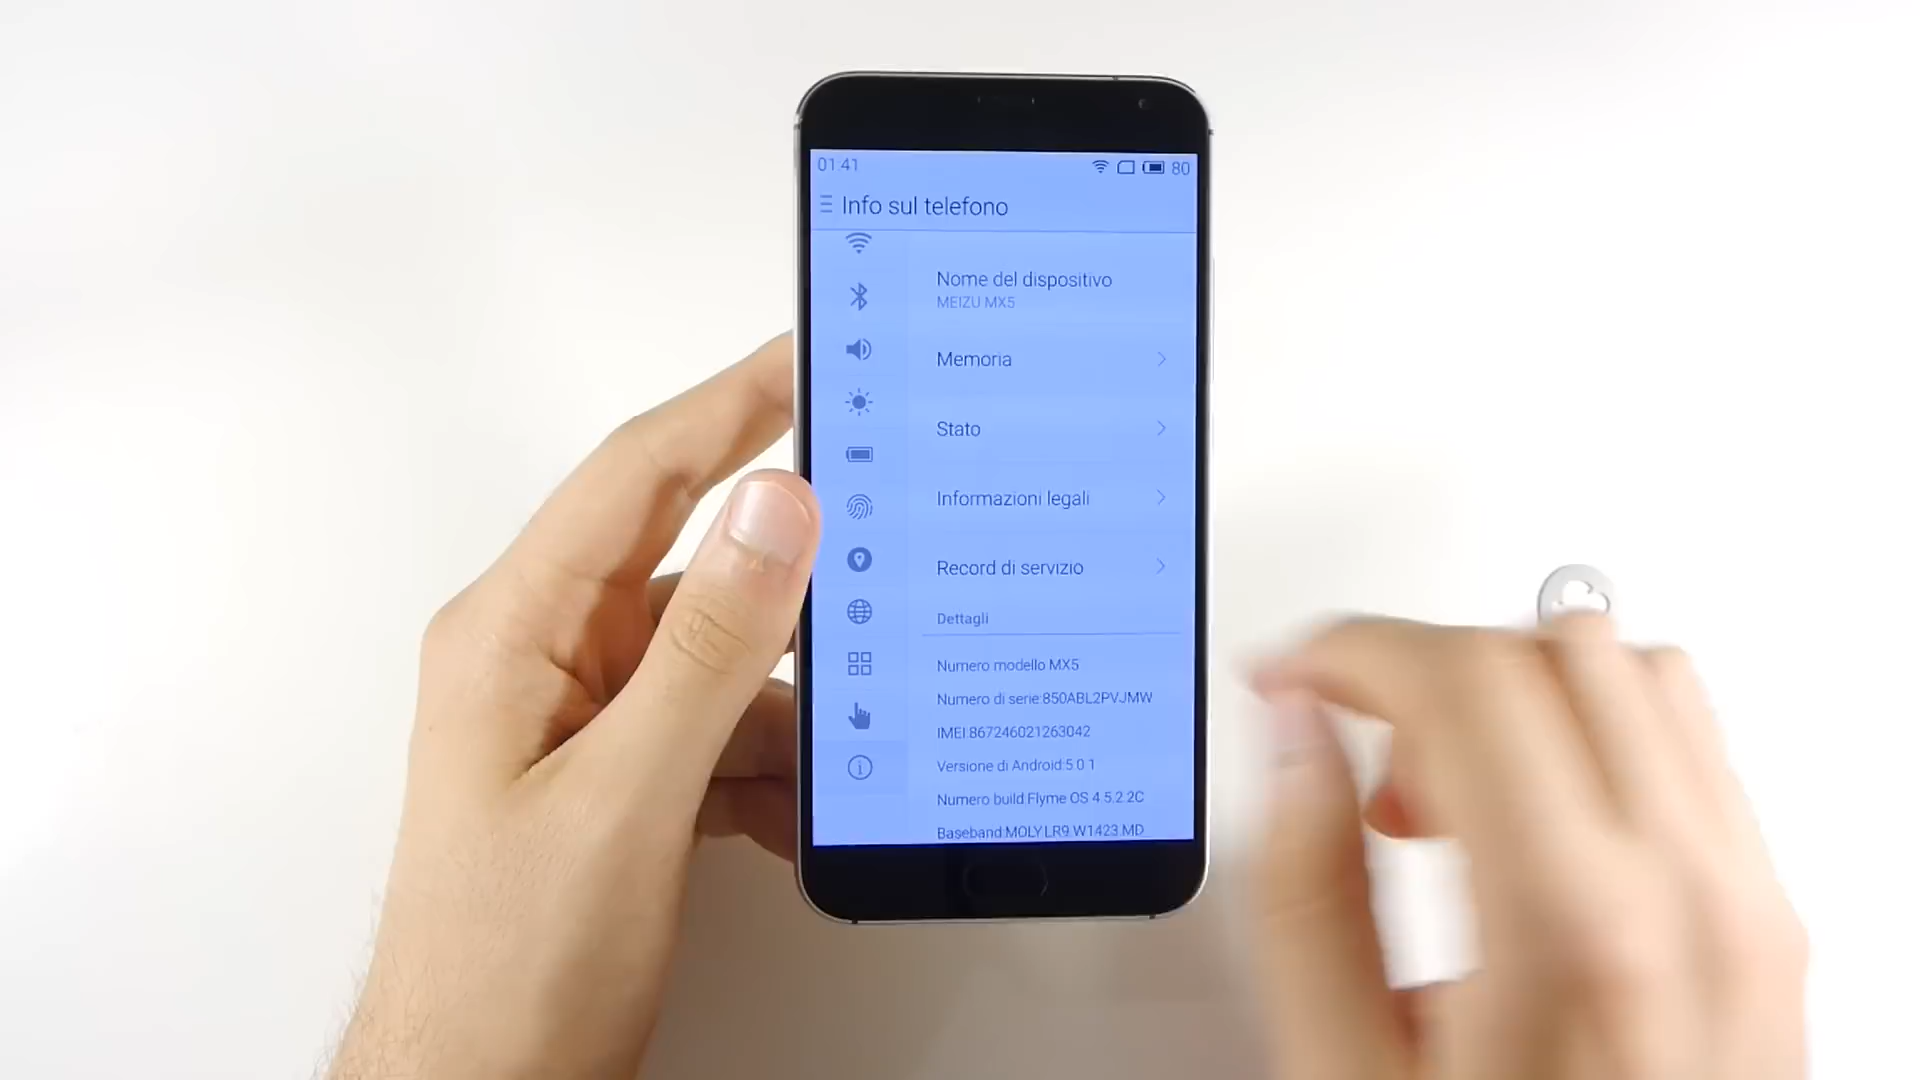 01:41
80
Info sul telefono
Nome del dispositivo
MEIZU MX5
Memoria
Stato
Informazioni legali
Record di servizio
Dettagli
Numero modello MX5
Numero di serie:850ABL2PVJMW
IMEI:867246021263042
Versione di Android:5.0.1
Numero build Flyme OS 4.5.2.2C
Baseband:MOLY.LR9.W1423.MD_